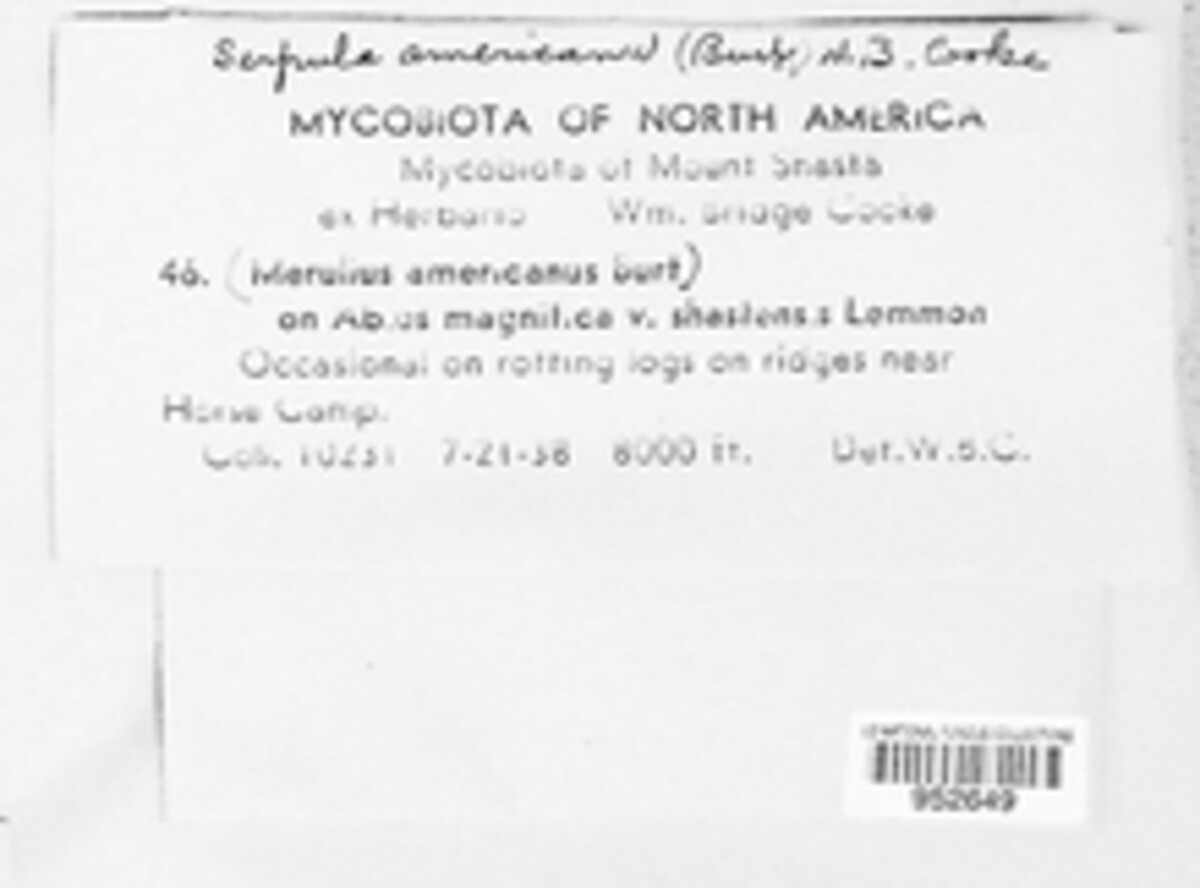 Serpula americana (Burt) W.B. Cooke
MYCOBIOTA OF NORTH AMERICA
Mycobiota of Mount Shasta
ex Herbario Wm. Bridge Cooke
46. (Merulius americanus Burt)
on Abies magnifica v. shastensis Lemmon
Occasional on rotting logs on ridges near
Horse Camp.
Coll. 10231 7-21-38 8000 ft. Det. W.B.C.
952649